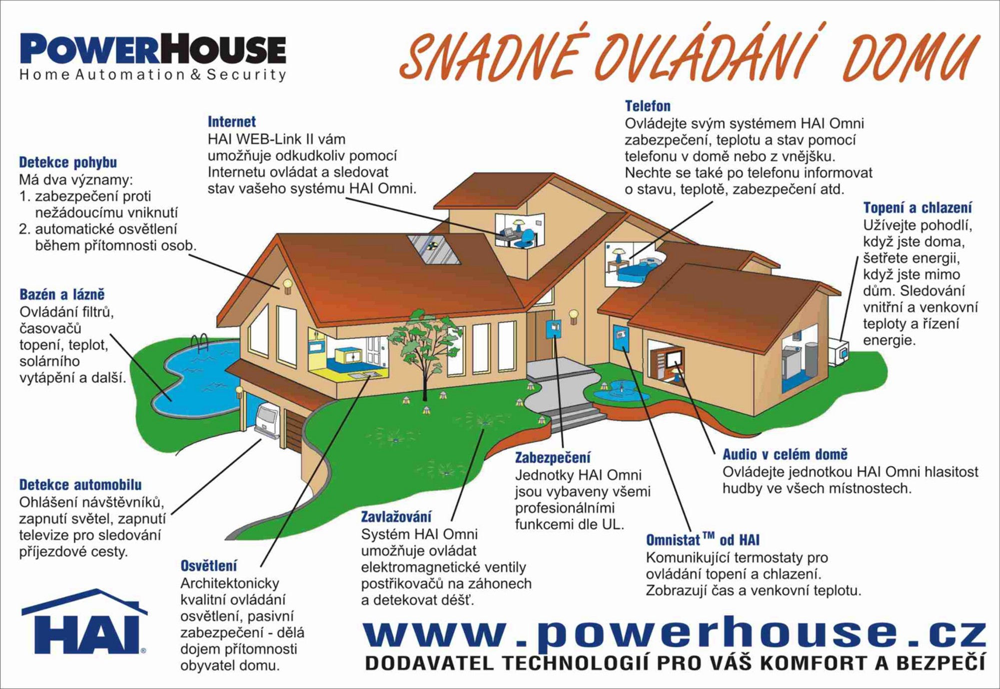 POWERHOUSE
Home Automation & Security
SNADNÉ OVLÁDÁNÍ DOMU
Telefon
Ovládejte svým systémem HAI Omni
zabezpečení, teplotu a stav pomocí
telefonu v domě nebo z vnějšku.
Nechte se také po telefonu informovat
o stavu, teplotě, zabezpečení atd.
Internet
HAI WEB-Link II vám
umožňuje odkudkoliv pomocí
Internetu ovládat a sledovat
stav vašeho systému HAI Omni.
Detekce pohybu
Má dva významy:
1. zabezpečení proti
nežádoucímu vniknutí
2. automatické osvětlení
během přítomnosti osob.
Topení a chlazení
Užívejte pohodlí,
když jste doma,
šetřete energii,
když jste mimo
dům. Sledování
vnitřní a venkovní
teploty a řízení
energie.
Bazén a lázně
Ovládání filtrů,
časovačů
topení, teplot,
solárního
vytápění a další.
Detekce automobilu
Ohlášení návštěvníků,
zapnutí světel, zapnutí
televize pro sledování
příjezdové cesty.
Osvětlení
Architektonicky
kvalitní ovládání
osvětlení, pasivní
zabezpečení - dělá
dojem přítomnosti
obyvatel domu.
Zavlažování
Systém HAI Omni
umožňuje ovládat
elektromagnetické ventily
postřikovačů na záhonech
a detekovat déšť.
Zabezpečení
Jednotky HAI Omni
jsou vybaveny všemi
profesionálními
funkcemi dle UL.
Audio v celém domě
Ovládejte jednotkou HAI Omni hlasitost
hudby ve všech místnostech.
Omnistat™ od HAI
Komunikující termostaty pro
ovládání topení a chlazení.
Zobrazují čas a venkovní teplotu.
HAI®
www.powerhouse.cz
DODAVATEL TECHNOLOGIÍ PRO VÁŠ KOMFORT A BEZPEČÍ